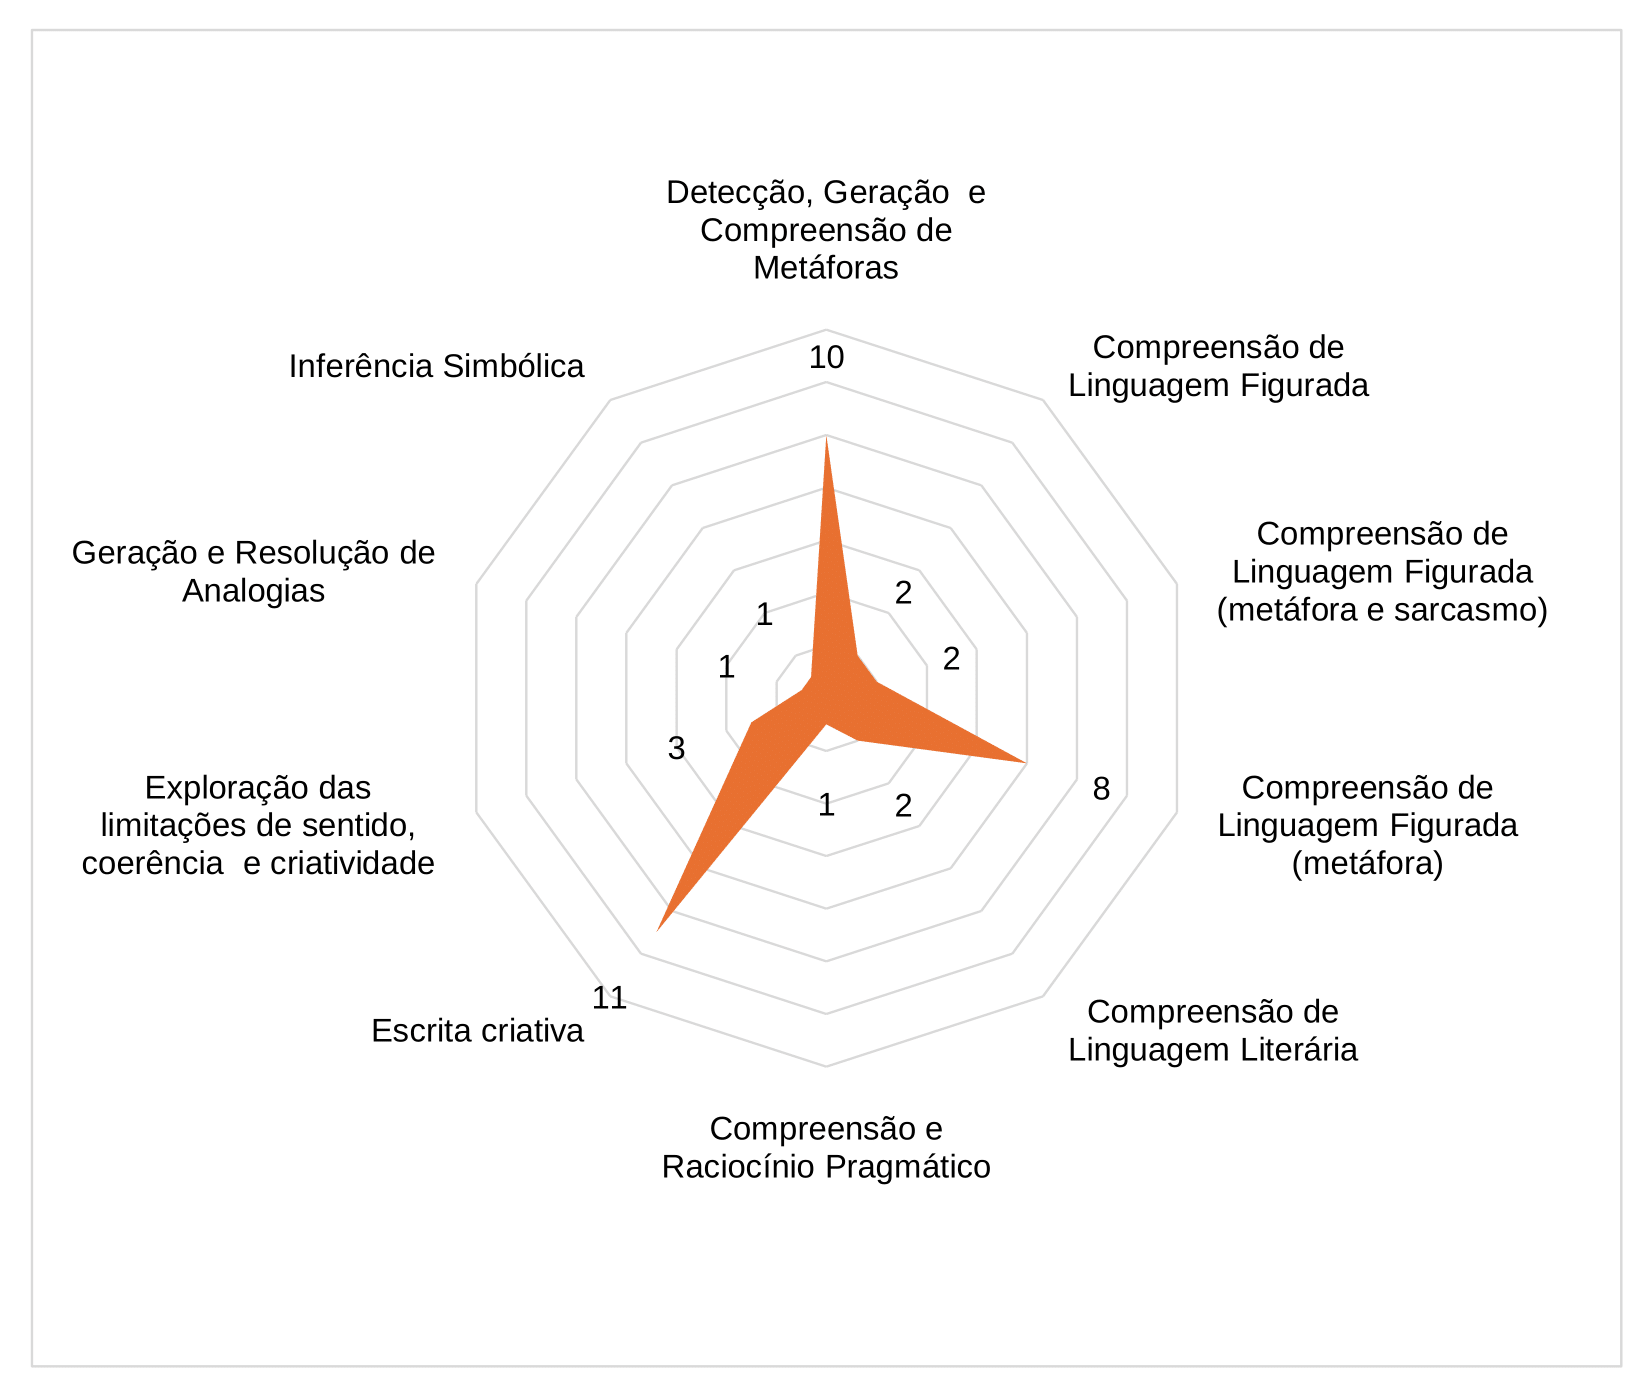 Detecção, Geração  e
Compreensão de
Metáforas
10
Compreensão de
Linguagem Figurada
2
Compreensão de
Linguagem Figurada
(metáfora e sarcasmo)
2
Compreensão de
Linguagem Figurada
(metáfora)
8
Compreensão de
Linguagem Literária
2
Compreensão e
Raciocínio Pragmático
1
Escrita criativa
11
Exploração das
limitações de sentido,
coerência  e criatividade
3
Geração e Resolução de
Analogias
1
Inferência Simbólica
1